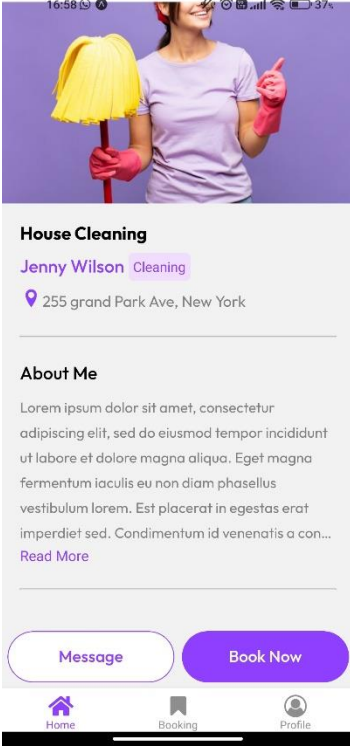 16:58
37%
House Cleaning
Jenny Wilson Cleaning
255 grand Park Ave, New York
About Me
Lorem ipsum dolor sit amet, consectetur
adipiscing elit, sed do eiusmod tempor incididunt
ut labore et dolore magna aliqua. Eget magna
fermentum iaculis eu non diam phasellus
vestibulum lorem. Est placerat in egestas erat
imperdiet sed. Condimentum id venenatis a con...
Read More
Message
Book Now
Home
Booking
Profile